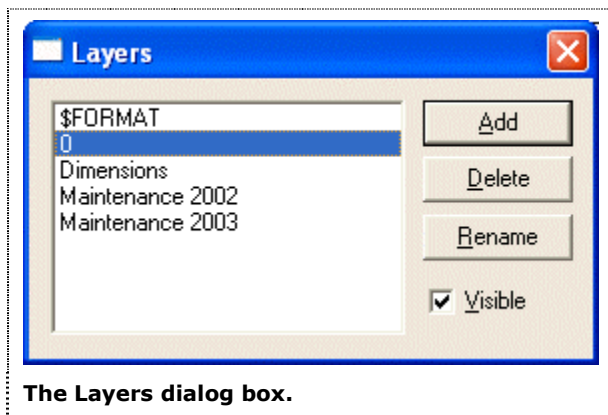 Layers
$FORMAT
0
Dimensions
Maintenance 2002
Maintenance 2003
Add
Delete
Rename
Visible
The Layers dialog box.